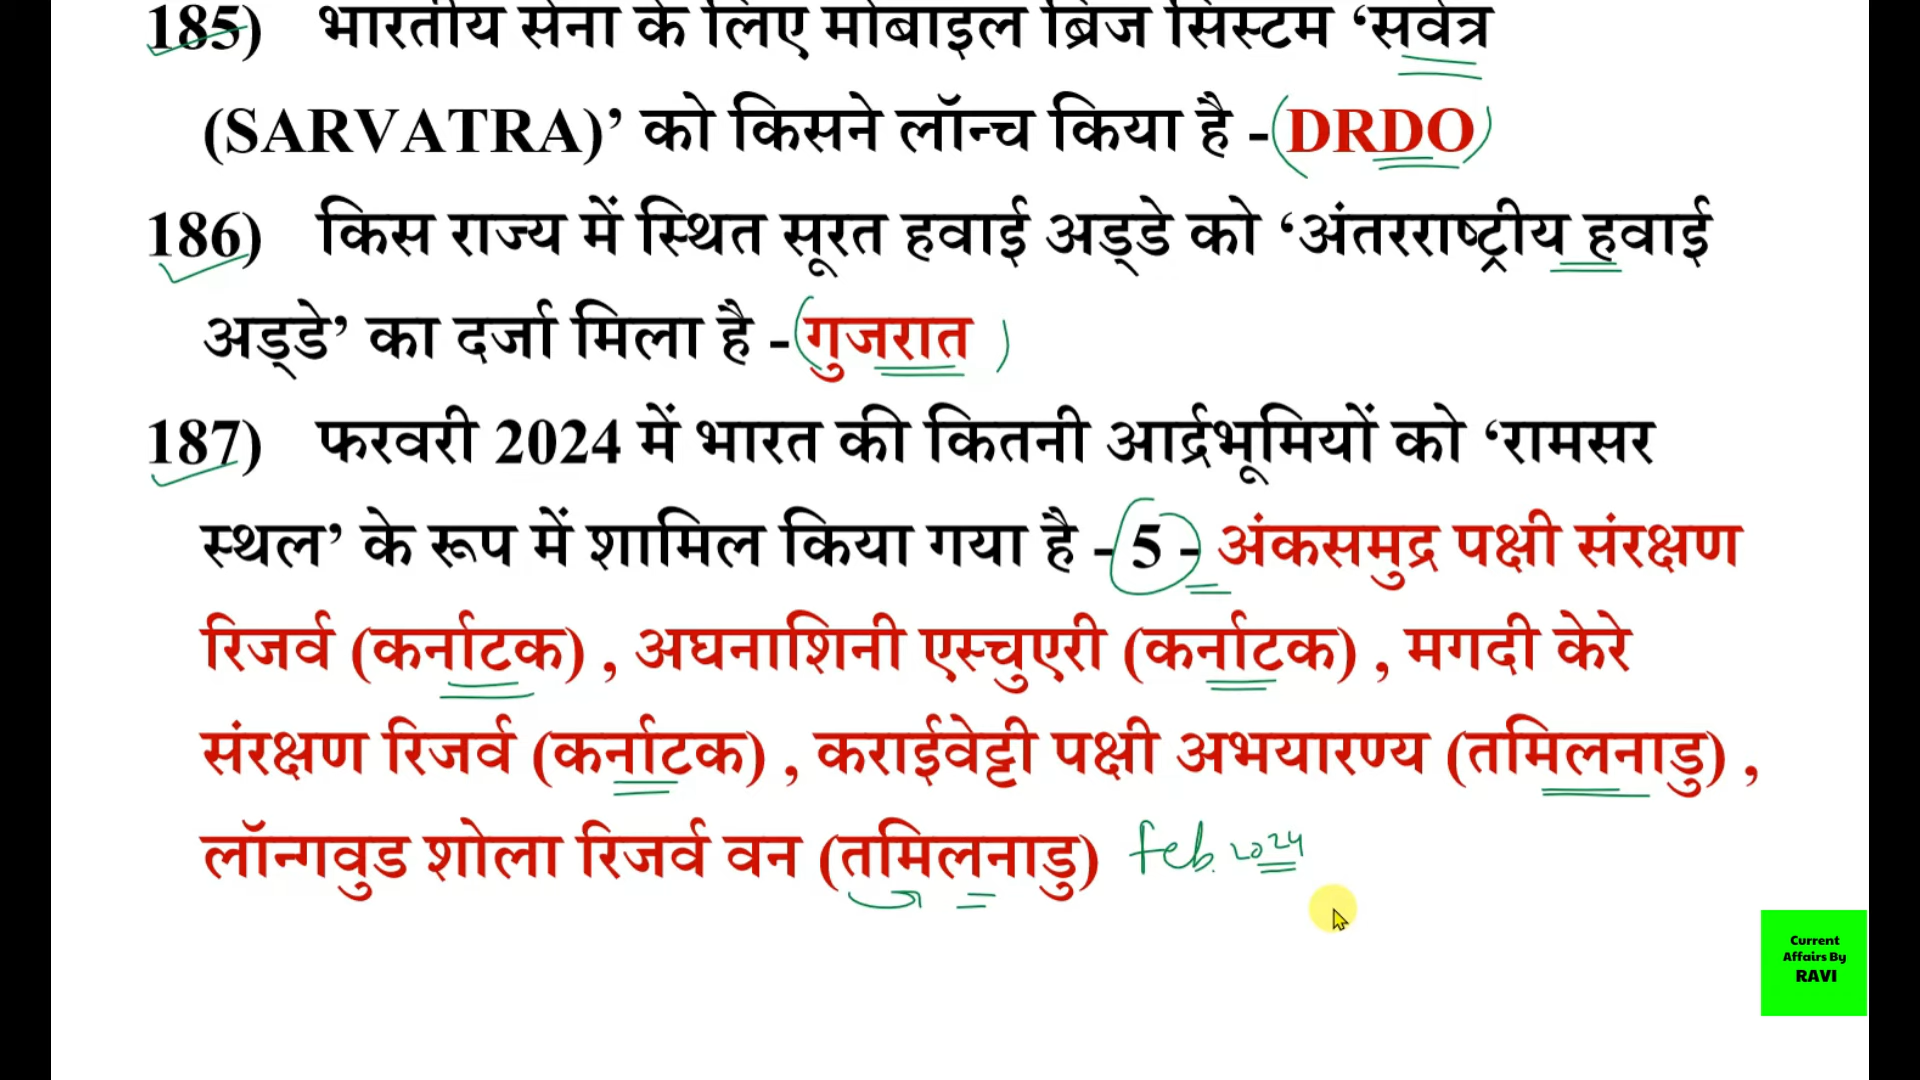 185) भारतीय सेना के लिए मोबाइल ब्रिज सिस्टम ‘सर्वत्र
(SARVATRA)’ को किसने लॉन्च किया है - DRDO
186) किस राज्य में स्थित सूरत हवाई अड्डे को ‘अंतरराष्ट्रीय हवाई
अड्डे’ का दर्जा मिला है - गुजरात
187) फरवरी 2024 में भारत की कितनी आर्द्रभूमियों को ‘रामसर
स्थल’ के रूप में शामिल किया गया है - 5 - अंकसमुद्र पक्षी संरक्षण
रिजर्व (कर्नाटक) , अघनाशिनी एस्चुएरी (कर्नाटक) , मगदी केरे
संरक्षण रिजर्व (कर्नाटक) , कराईवेट्टी पक्षी अभयारण्य (तमिलनाडु) ,
लॉन्गवुड शोला रिजर्व वन (तमिलनाडु) feb. 2024
Current
Affairs By
RAVI